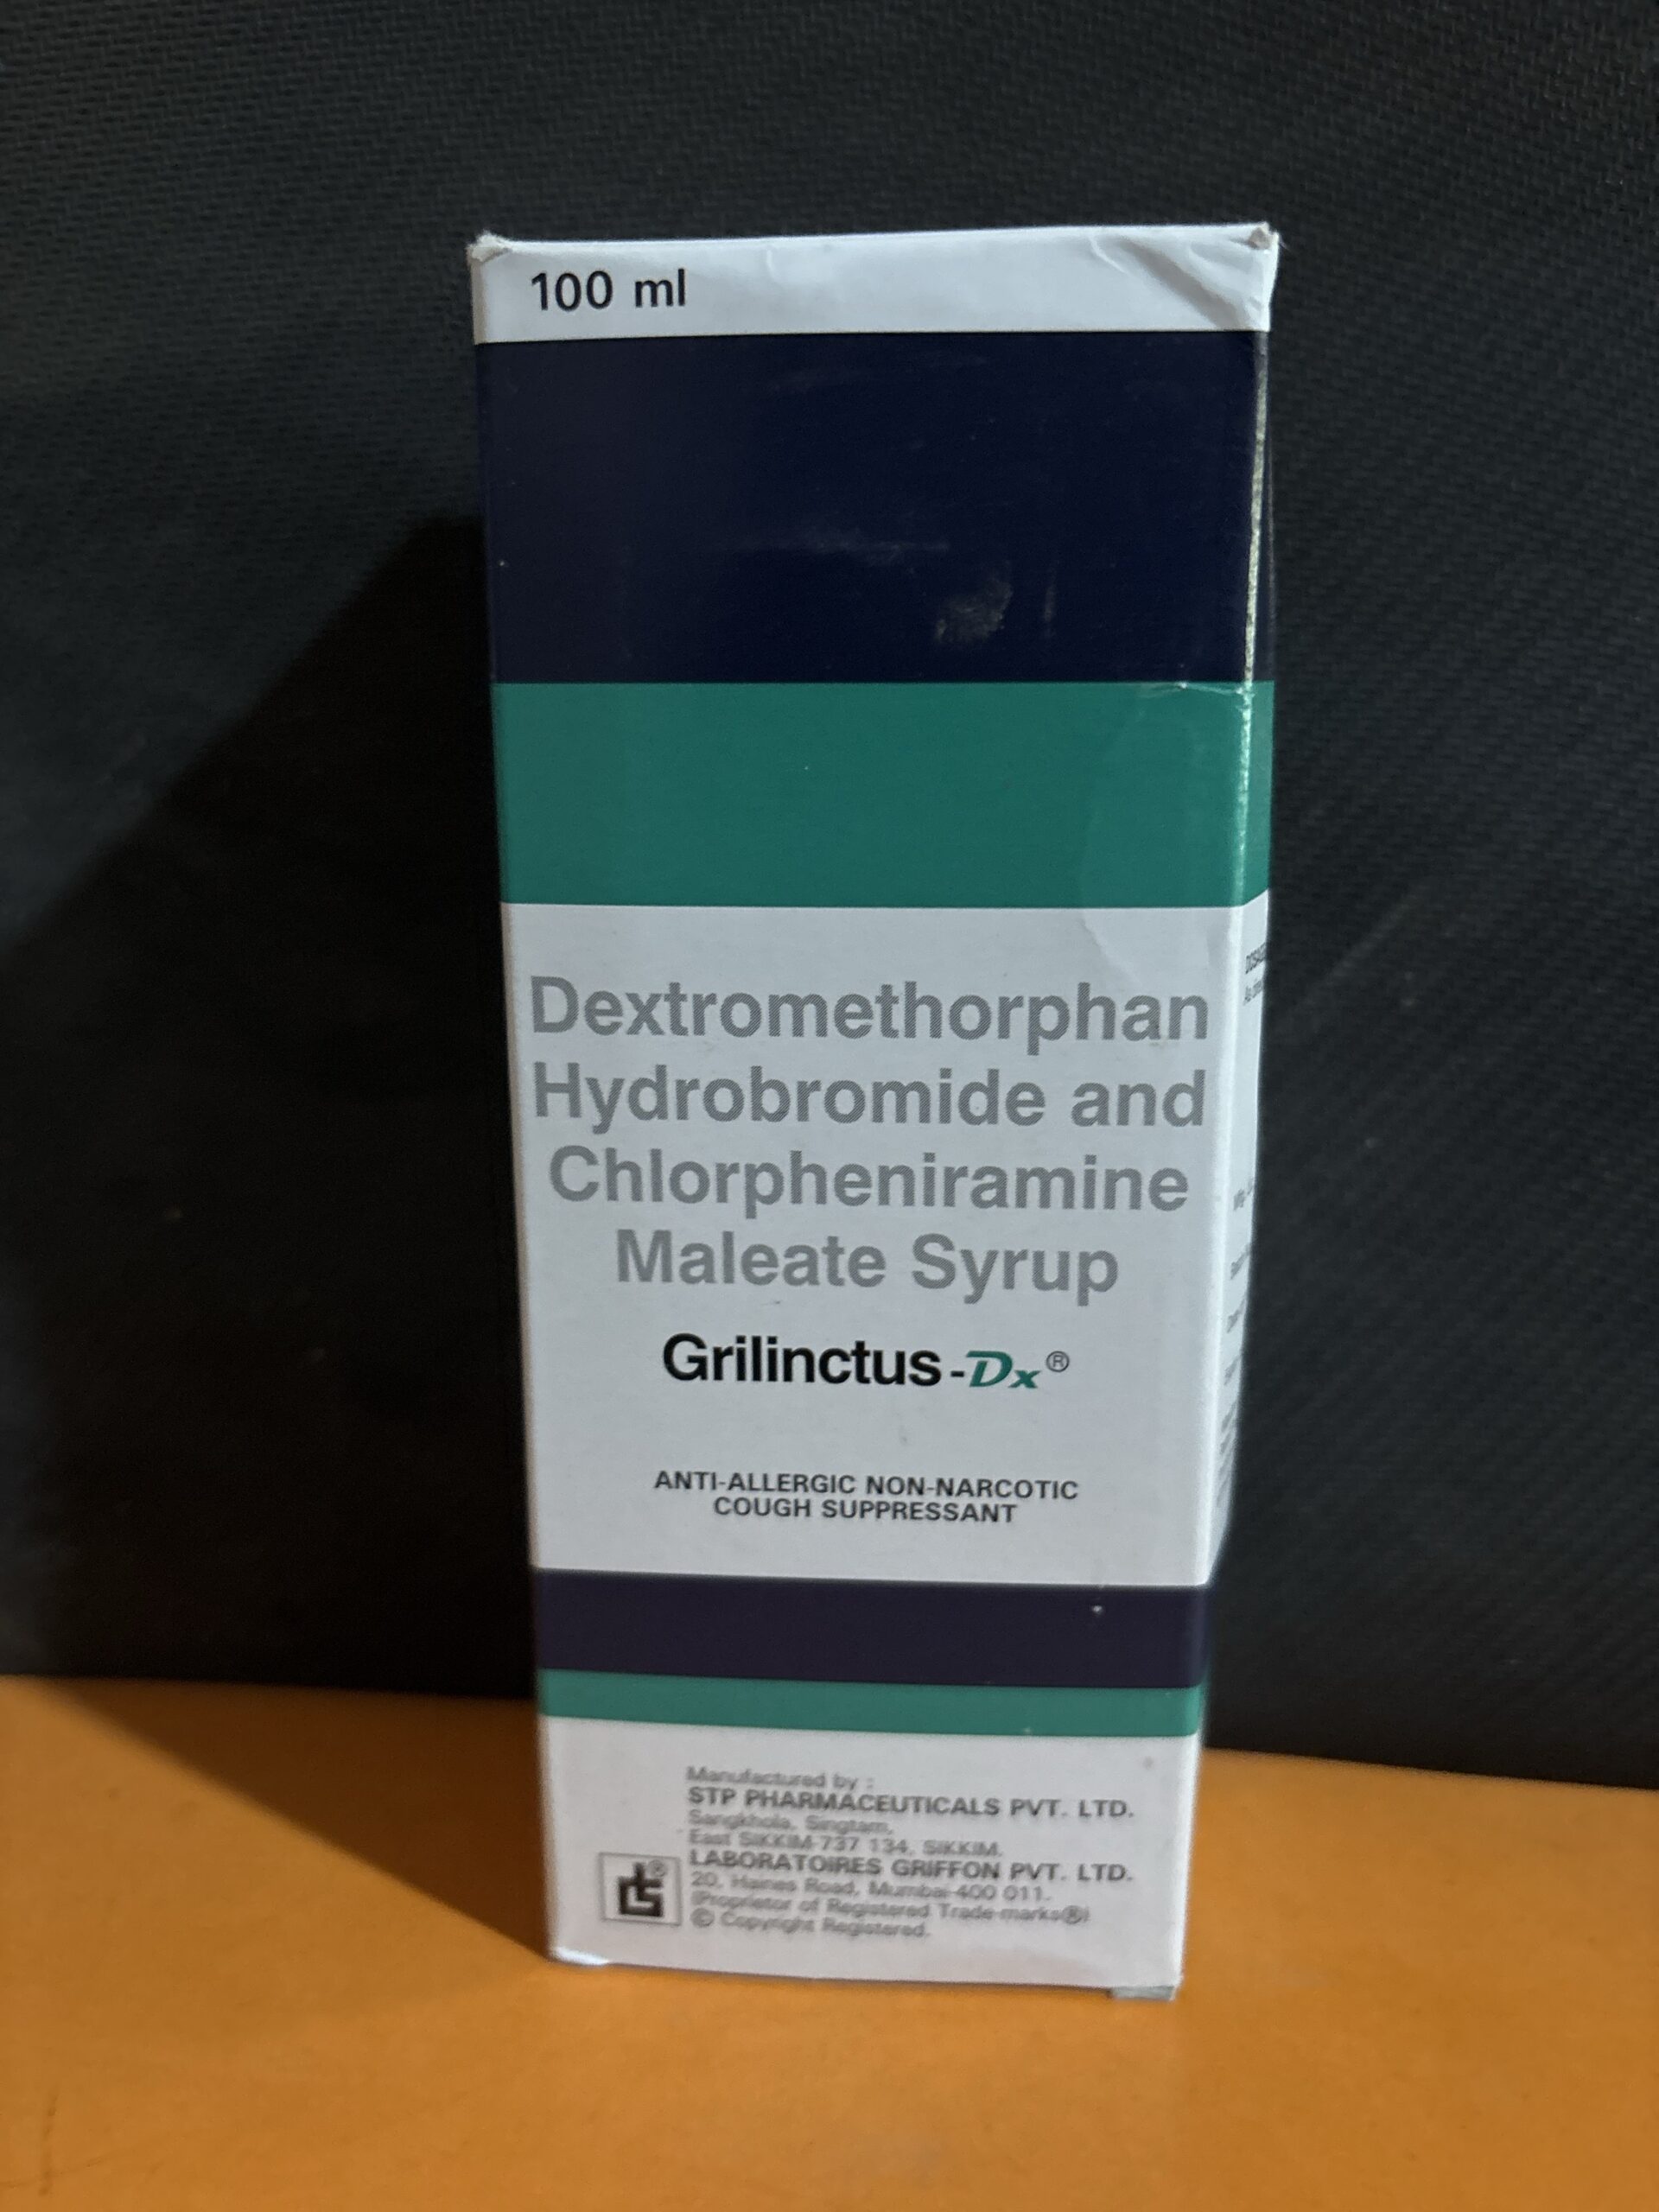 100 ml
Dextromethorphan
Hydrobromide and
Chlorpheniramine
Maleate Syrup
Grilinctus-Dx®
ANTI-ALLERGIC NON-NARCOTIC
COUGH SUPPRESSANT
Manufactured by :
STP PHARMACEUTICALS PVT. LTD.
Sangkhola, Singtam,
East SIKKIM-737 134, SIKKIM.
LABORATOIRES GRIFFON PVT. LTD.
20, Haines Road, Mumbai-400 011.
(Proprietor of Registered Trade-marks®)
© Copyright Registered.